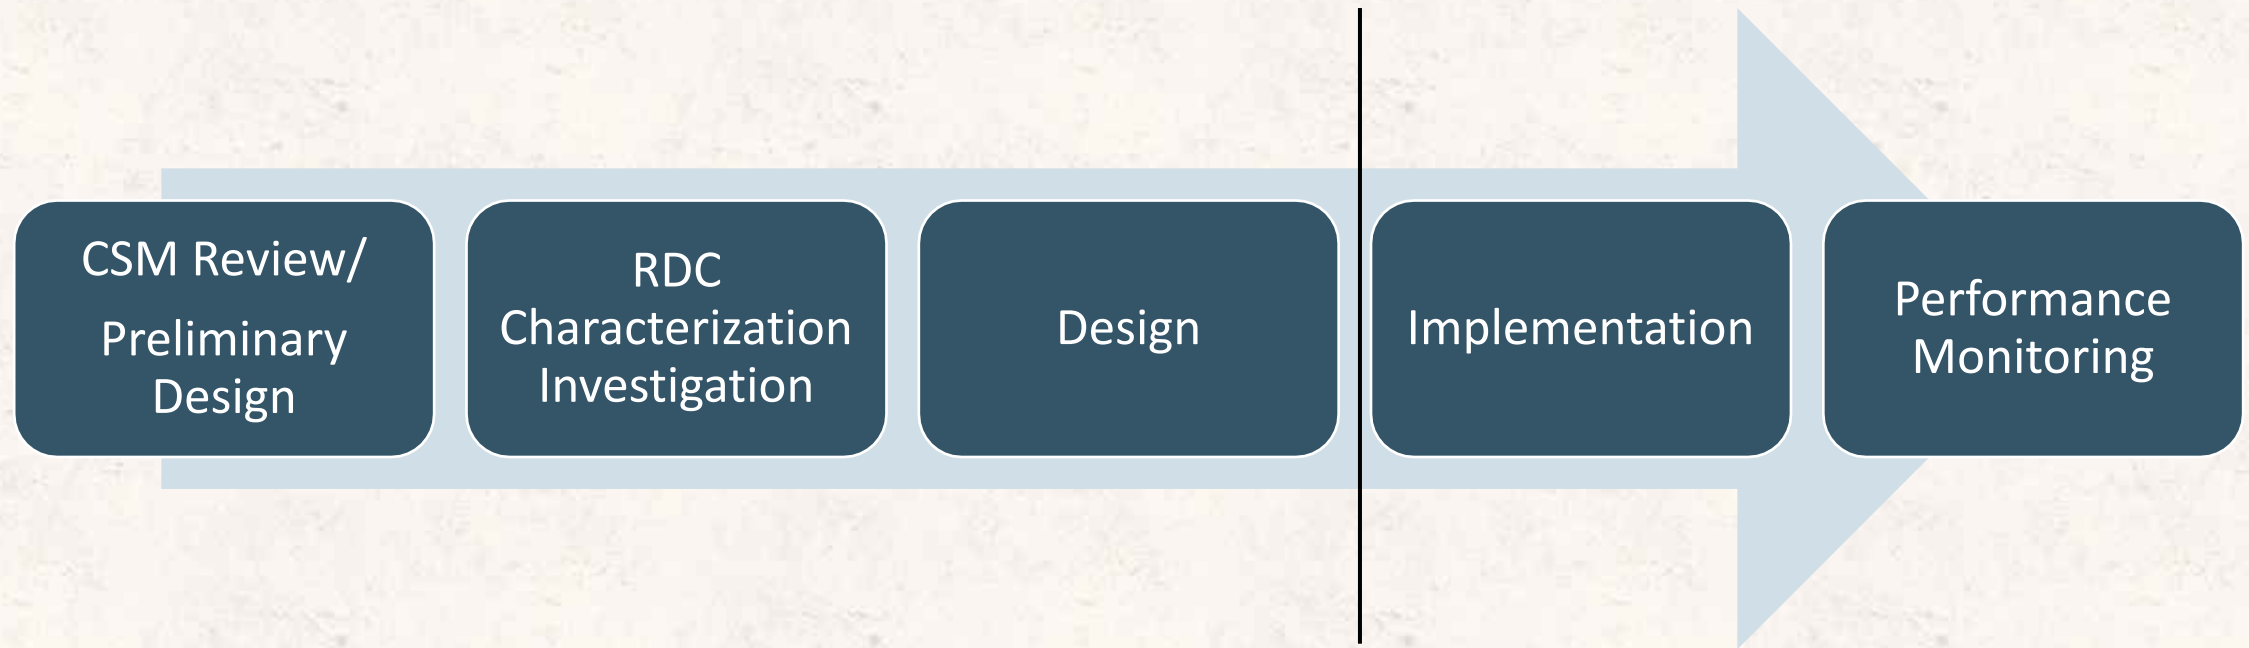 CSM Review/
Preliminary
Design
RDC
Characterization
Investigation
Design
Implementation
Performance
Monitoring